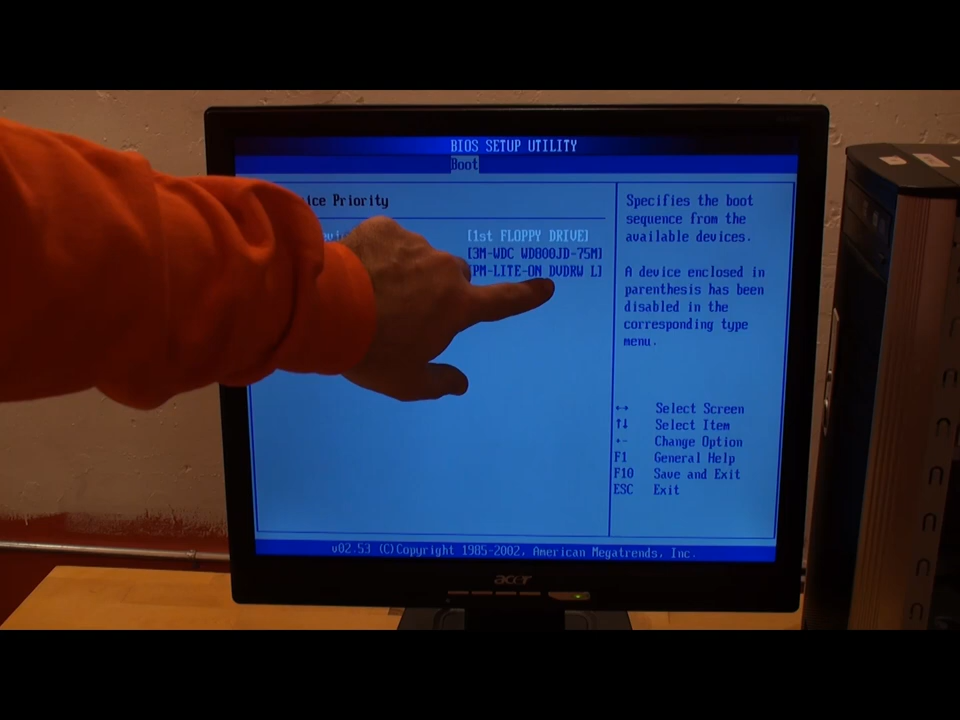 BIOS SETUP UTILITY
Boot
ice Priority
[1st FLOPPY DRIVE]
[3M-WDC WD800JD-75M]
[PM-LITE-ON DVDRW L]
Specifies the boot
sequence from the
available devices.
A device enclosed in
parenthesis has been
disabled in the
corresponding type
menu.
↔ Select Screen
↑↓ Select Item
+- Change Option
F1 General Help
F10 Save and Exit
ESC Exit
v02.53 (C)Copyright 1985-2002, American Megatrends, Inc.
acer